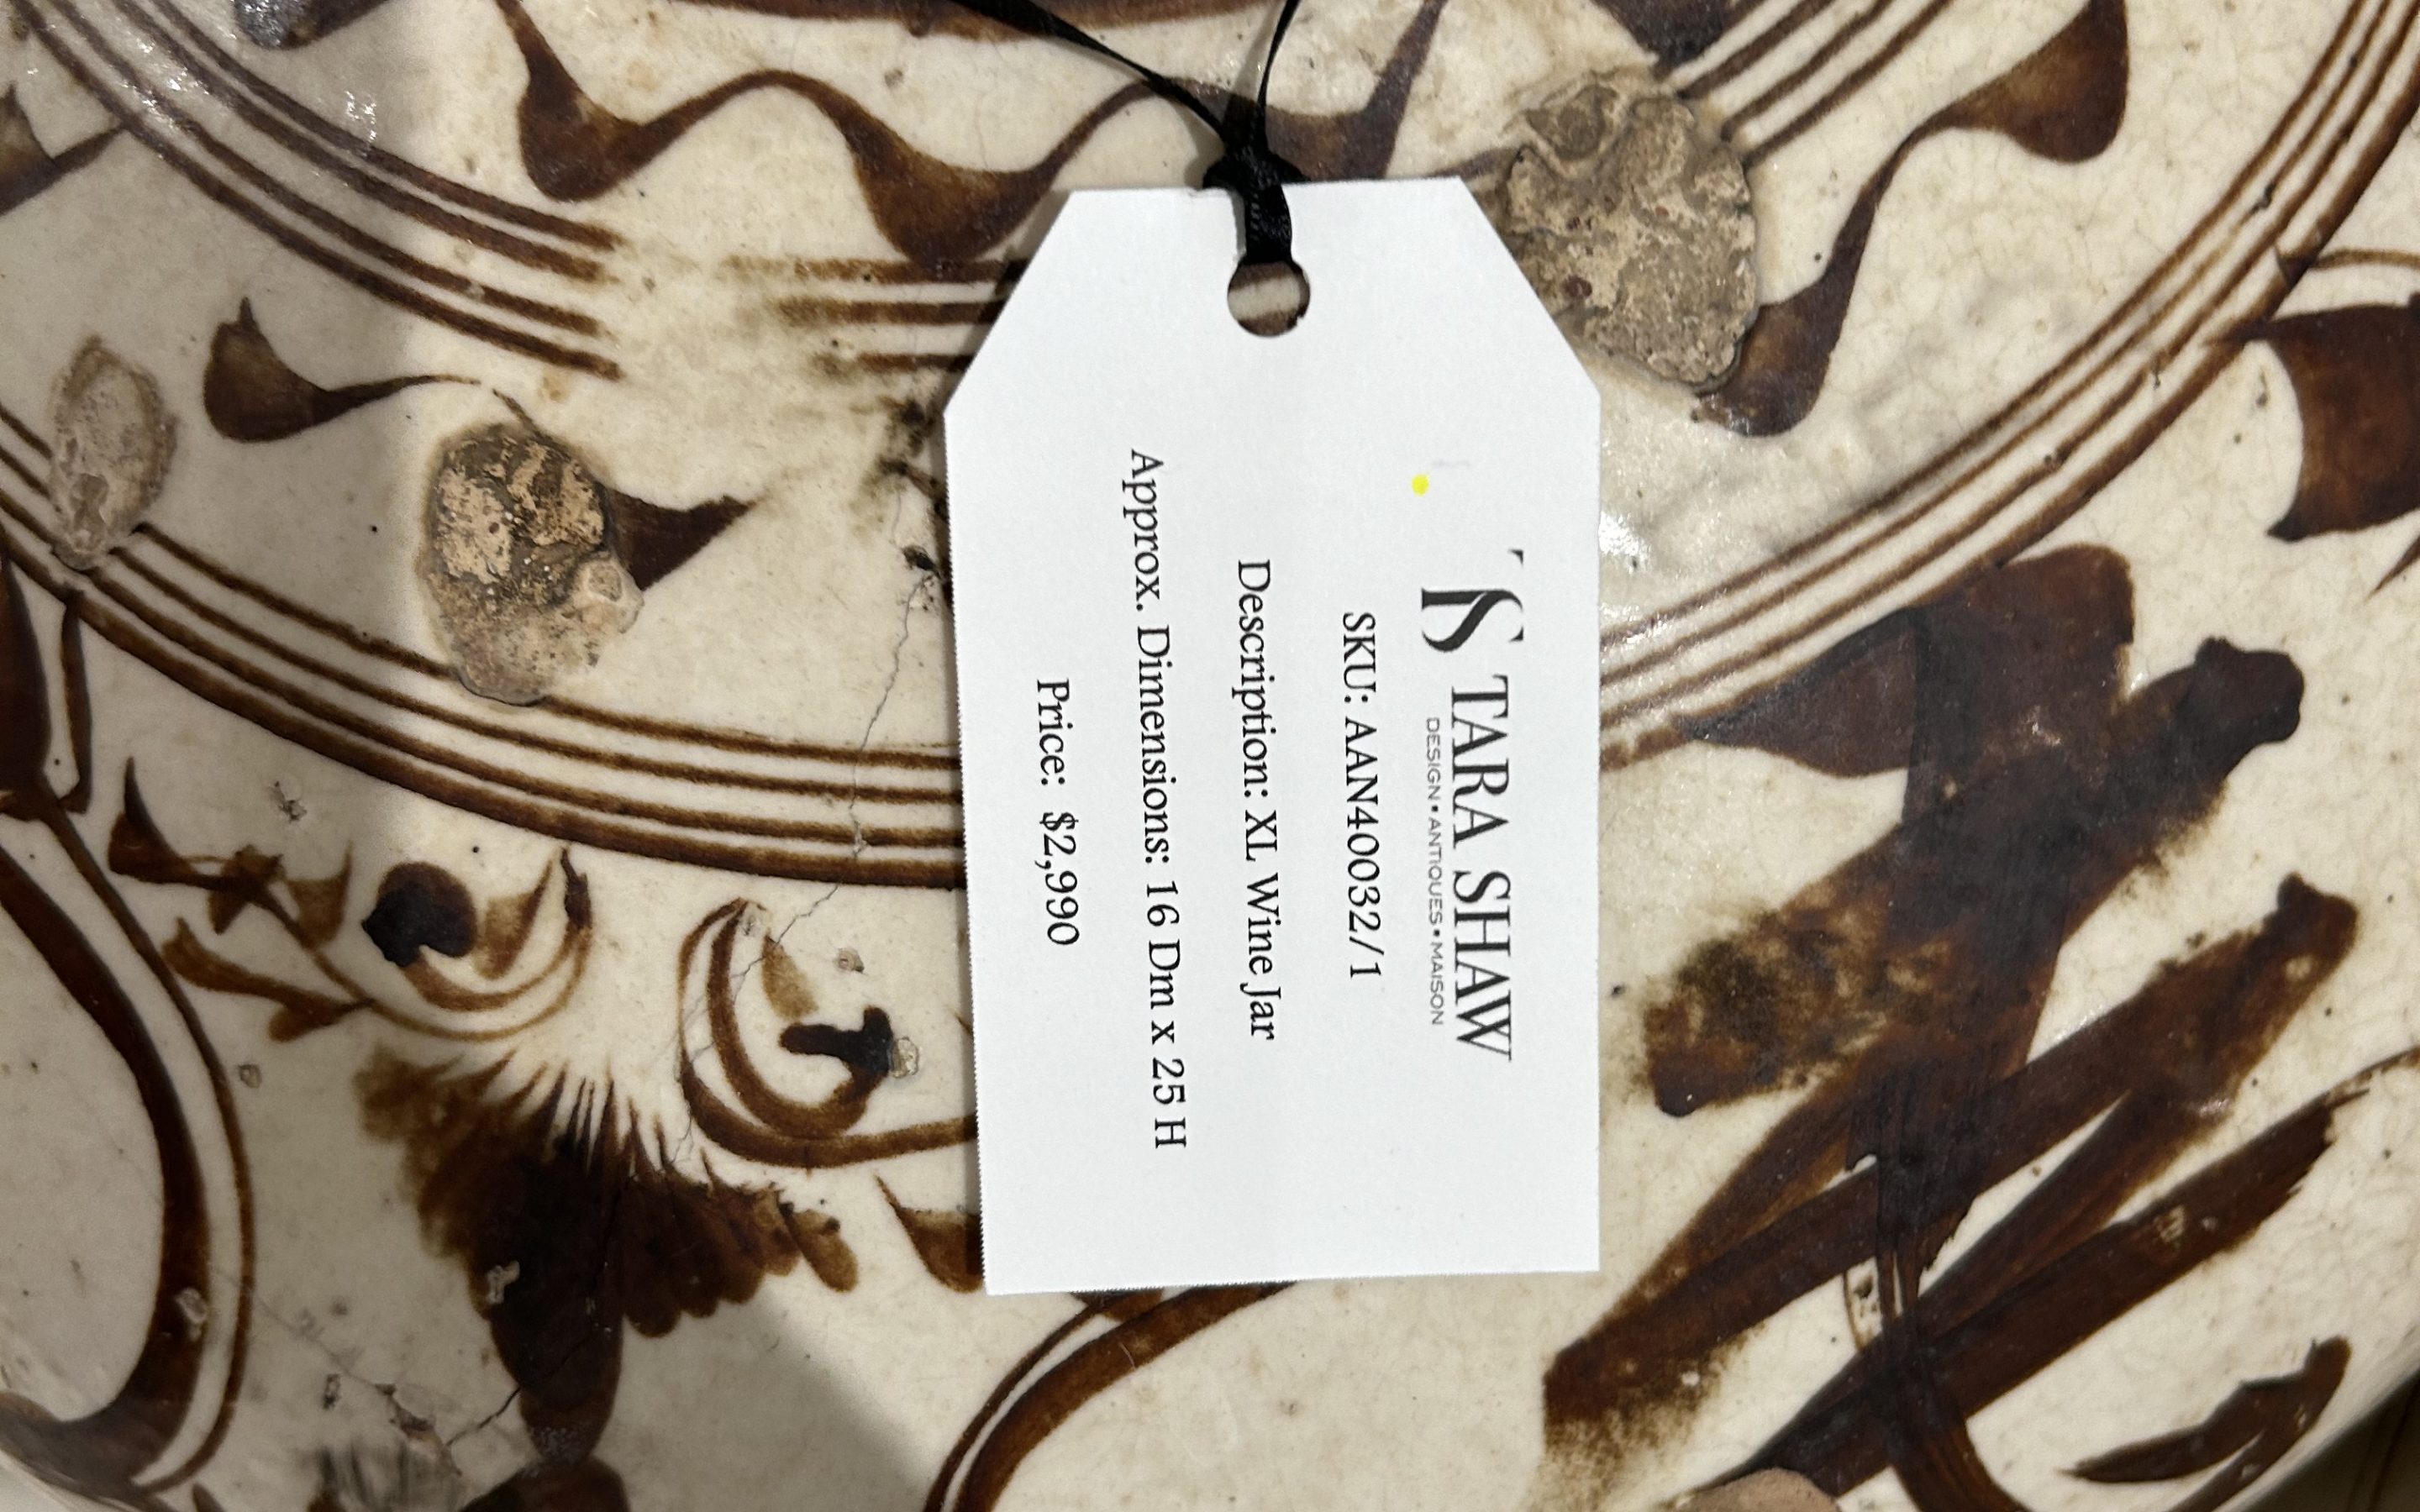 TARA SHAW
DESIGN • ANTIQUES • MAISON
SKU: AAN40032/1
Description: XL Wine Jar
Approx. Dimensions: 16 Dm x 25 H
Price: $2,990